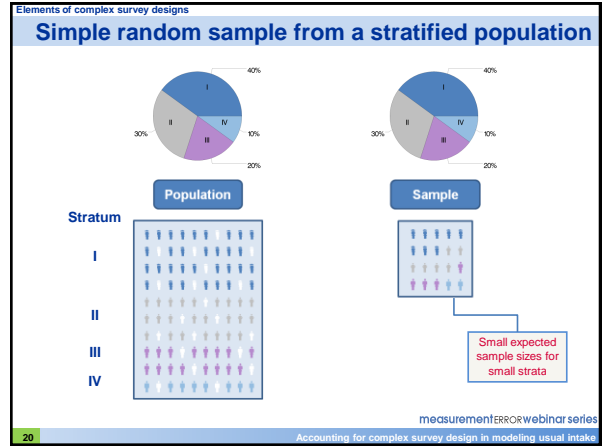 Elements of complex survey designs
Simple random sample from a stratified population
40%
I
II
IV
III
30%
10%
20%
40%
I
II
IV
III
30%
10%
20%
Population
Sample
Stratum
I
II
III
IV
Small expected
sample sizes for
small strata
measurementERRORwebinar series
20
Accounting for complex survey design in modeling usual intake